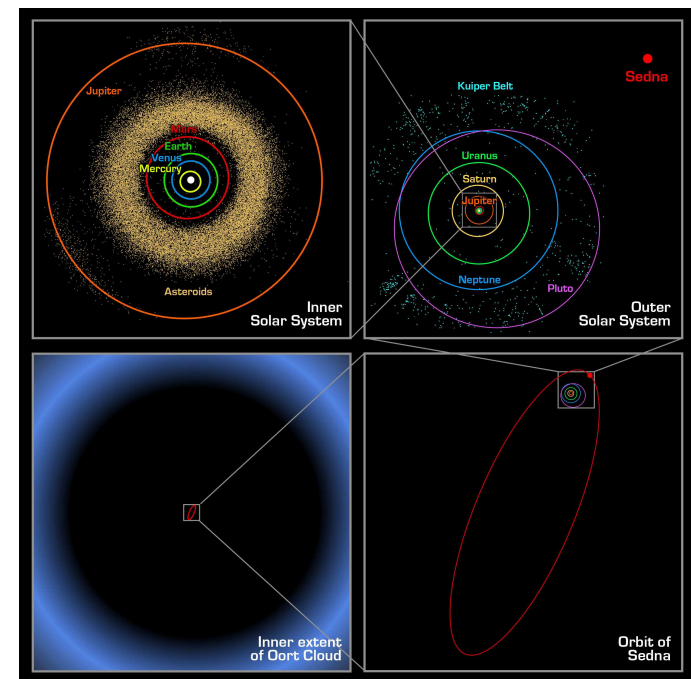 Jupiter
Mars
Earth
Venus
Mercury
Asteroids
Inner
Solar System
Kuiper Belt
Sedna
Uranus
Saturn
Jupiter
Neptune
Pluto
Outer
Solar System
Inner extent
of Oort Cloud
Orbit of
Sedna